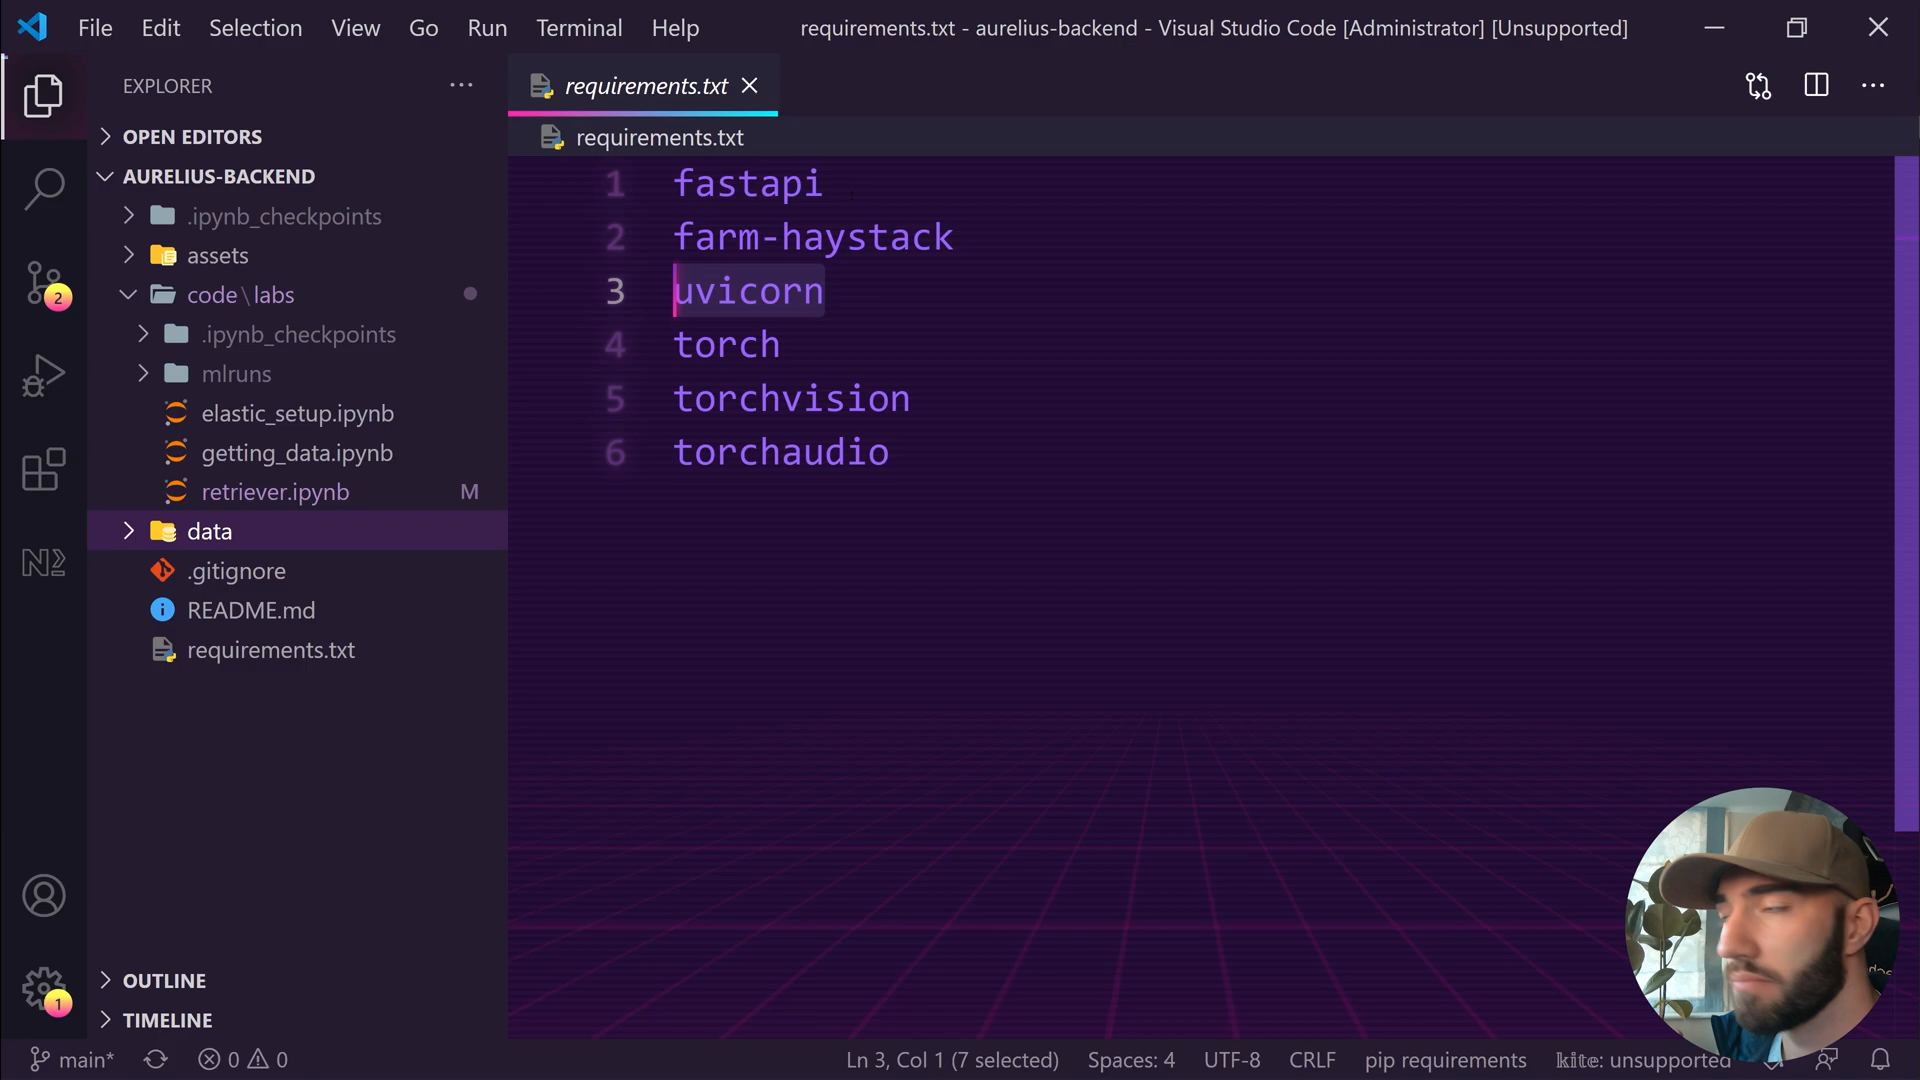 File Edit Selection View Go Run Terminal Help
requirements.txt - aurelius-backend - Visual Studio Code [Administrator] [Unsupported]
EXPLORER
OPEN EDITORS
AURELIUS-BACKEND
.ipynb_checkpoints
assets
code\labs
.ipynb_checkpoints
mlruns
elastic_setup.ipynb
getting_data.ipynb
retriever.ipynb M
data
.gitignore
README.md
requirements.txt
OUTLINE
TIMELINE
2
1
requirements.txt
requirements.txt
1 fastapi
2 farm-haystack
3 uvicorn
4 torch
5 torchvision
6 torchaudio
main* 0 0
Ln 3, Col 1 (7 selected) Spaces: 4 UTF-8 CRLF pip requirements kite: unsupported